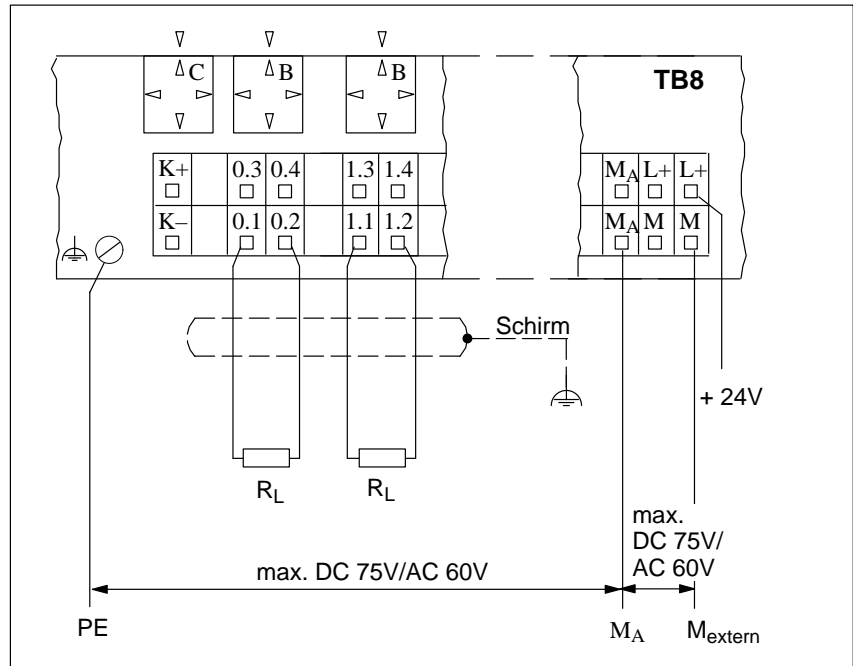 C B B
TB8
K+ 0.3 0.4 1.3 1.4 MA L+ L+
K– 0.1 0.2 1.1 1.2 MA M M
Schirm
+ 24V
RL RL
max.
DC 75V/
AC 60V
max. DC 75V/AC 60V
PE MA Mextern